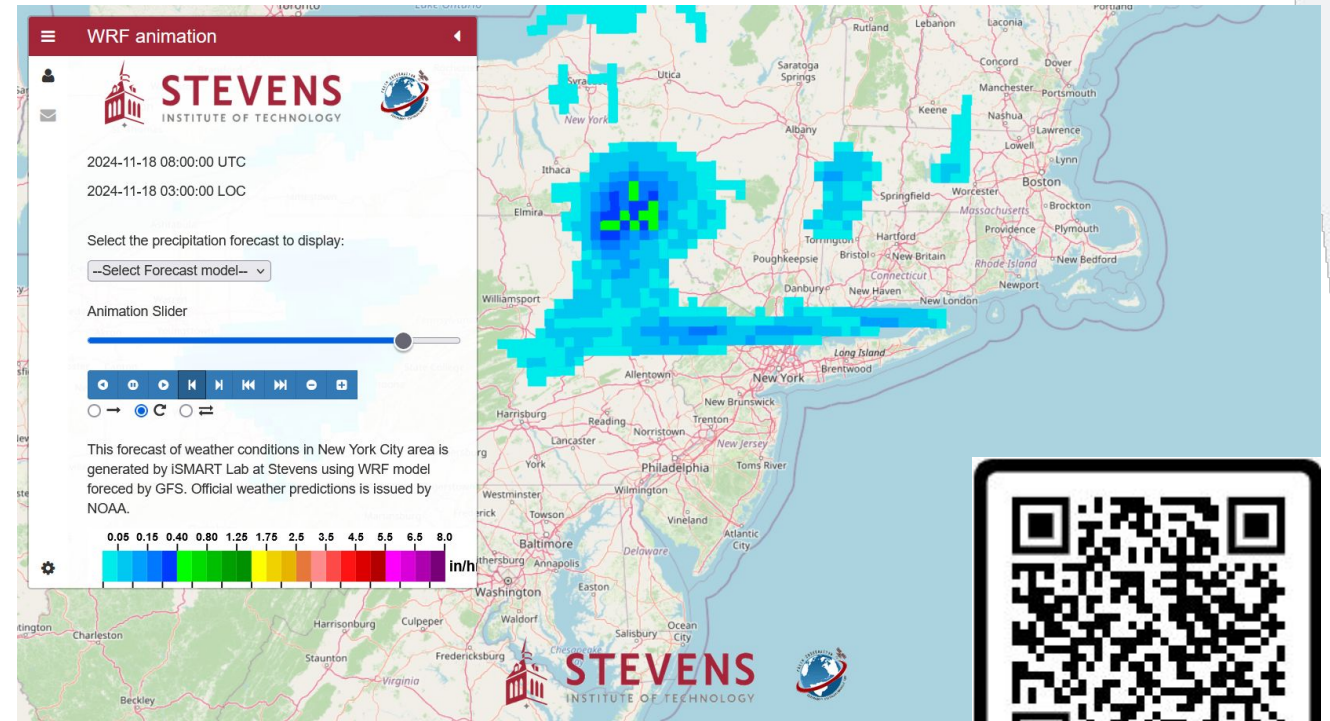 WRF animation
STEVENS
INSTITUTE OF TECHNOLOGY
2024-11-18 08:00:00 UTC
2024-11-18 03:00:00 LOC
Select the precipitation forecast to display:
--Select Forecast model--
Animation Slider
This forecast of weather conditions in New York City area is
generated by iSMART Lab at Stevens using WRF model
foreced by GFS. Official weather predictions is issued by
NOAA.
0.05 0.15 0.40 0.80 1.25 1.75 2.5 3.5 4.5 5.5 6.5 8.0
in/h
Toronto
Rutland
Lebanon
Laconia
Portland
Utica
Saratoga
Springs
Concord
Dover
Manchester
Portsmouth
New York
Keene
Nashua
Albany
Lawrence
Lowell
Lynn
Ithaca
Boston
Elmira
Springfield
Worcester
Massachusetts
Brockton
Torrington
Hartford
Providence
Plymouth
Poughkeepsie
Bristol
New Britain
Rhode Island
New Bedford
Connecticut
Danbury
New Haven
Newport
Williamsport
New London
Long Island
Brentwood
Allentown
New York
New Brunswick
Harrisburg
Reading
Trenton
Norristown
Lancaster
New Jersey
York
Philadelphia
Toms River
Westminster
Wilmington
Towson
Vineland
Atlantic
City
Baltimore
Delaware
Annapolis
Washington
Easton
Waldorf
Ocean
City
Salisbury
Harrisonburg
Culpeper
Charleston
Staunton
Fredericksburg
Chesapeake
Virginia
Beckley
STEVENS
INSTITUTE OF TECHNOLOGY